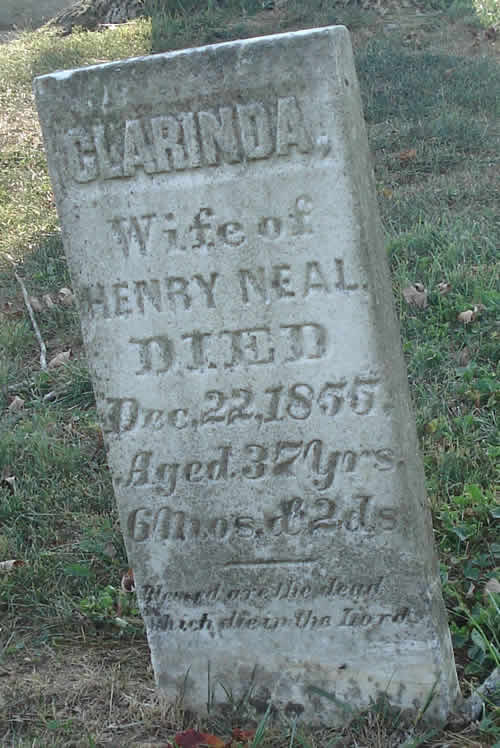 CLARINDA,
Wife of
HENRY NEAL.
DIED
Dec. 22, 1855.
Aged 37 Yrs.
6 Mos. & 2 ds
Blessed are the dead
which die in the Lord.